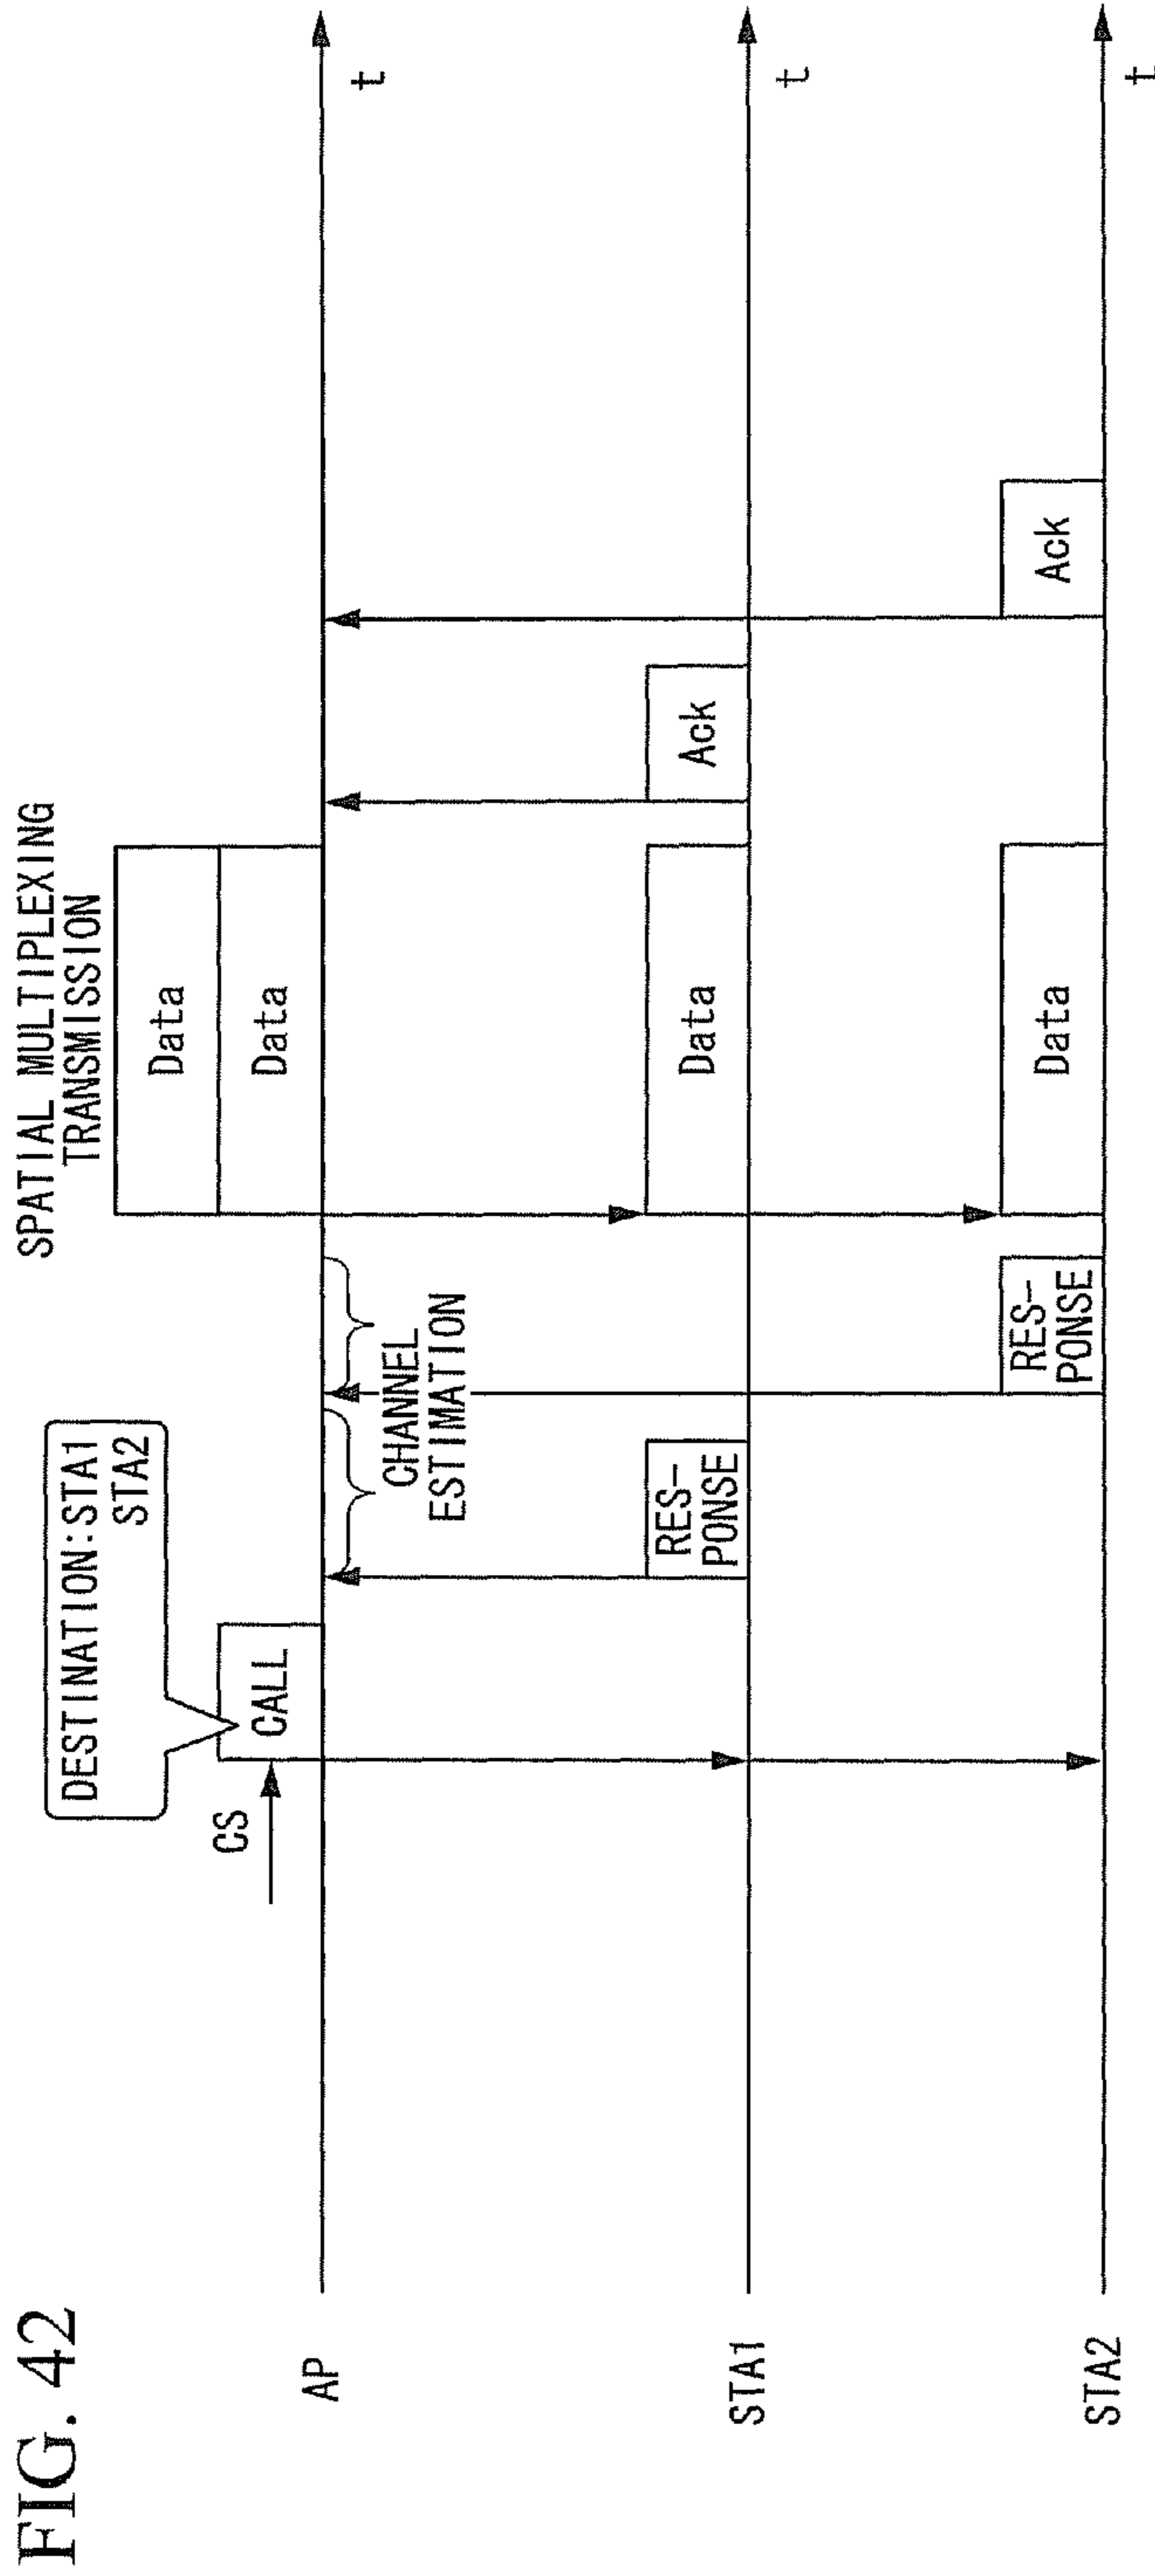 FIG. 42
SPATIAL MULTIPLEXING
TRANSMISSION
DESTINATION:STA1
STA2
CS
CALL
Data
Data
AP
t
CHANNEL
ESTIMATION
RES-
PONSE
Data
Ack
STA1
t
RES-
PONSE
Data
Ack
STA2
t